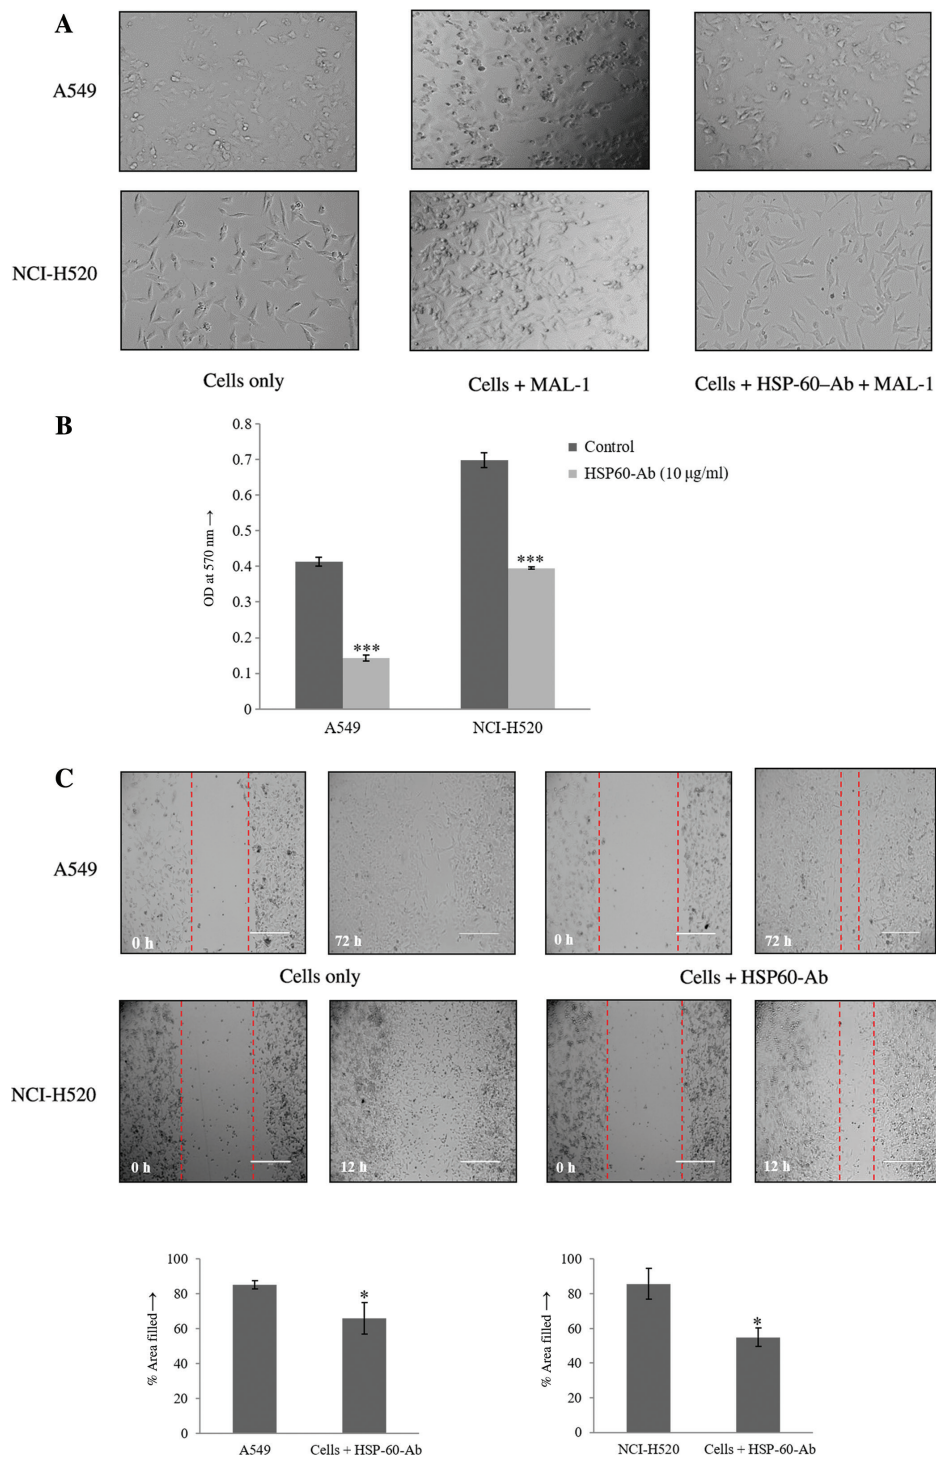 A
A549
NCI-H520
Cells only
Cells + MAL-1
Cells + HSP-60–Ab + MAL-1
B
0.8
0.7
0.6
0.5
0.4
0.3
0.2
0.1
0
OD at 570 nm →
Control
HSP60-Ab (10 µg/ml)
***
***
A549
NCI-H520
C
A549
0 h
72 h
0 h
72 h
Cells only
Cells + HSP60-Ab
NCI-H520
0 h
12 h
0 h
12 h
100
80
60
40
20
0
% Area filled →
*
A549
Cells + HSP-60-Ab
100
80
60
40
20
0
% Area filled →
*
NCI-H520
Cells + HSP-60-Ab